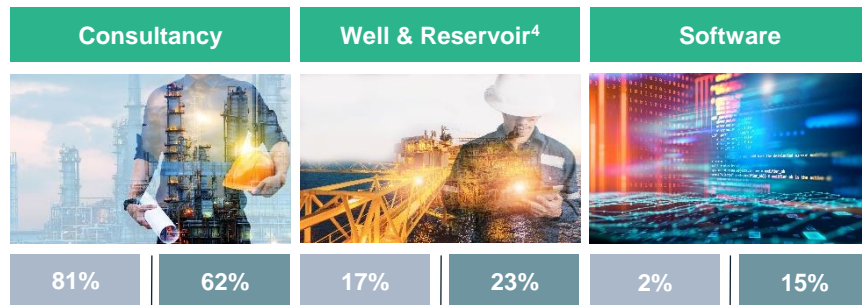 Consultancy
Well & Reservoir4
Software
81%
62%
17%
23%
2%
15%